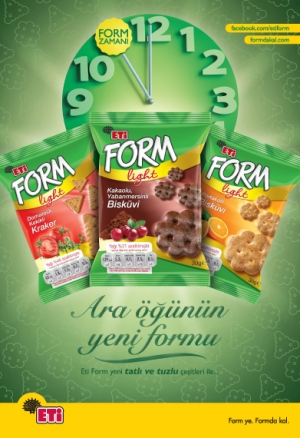 FORM
ZAMANI
facebook.com/etiform
formdakal.com
12
11
10
9
1
2
3
ETİ
FORM
light
Domatesli,
Kepekli
Kraker
ETİ
FORM
light
Kakaolu,
Yabanmersinli
Bisküvi
ETİ
FORM
light
Bisküvi
Ara öğünün
yeni formu
Eti Form yeni tatlı ve tuzlu çeşitleri ile...
ETİ
Form ye. Formda kal.